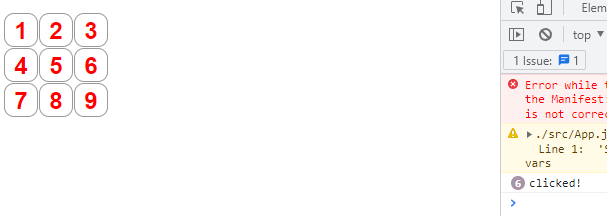 1 2 3
4 5 6
7 8 9
Elem
top
1 Issue: 1
Error while t
the Manifest:
is not corre
./src/App.j
Line 1: 'S
vars
6 clicked!